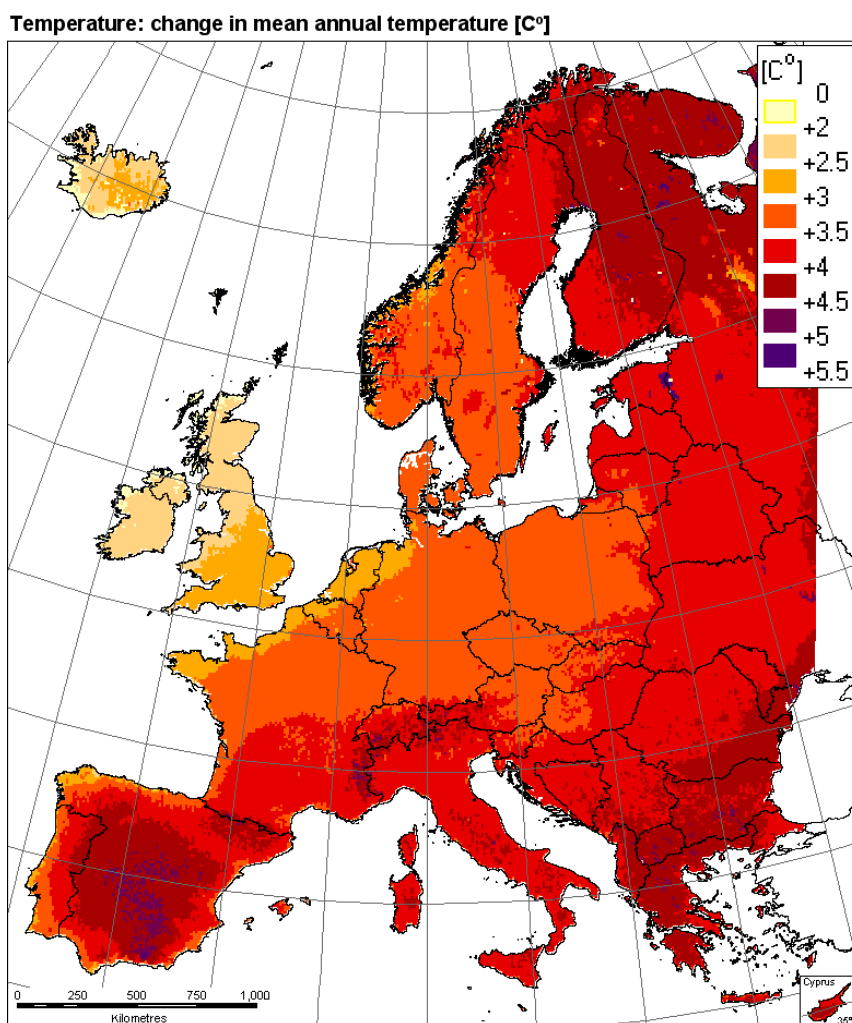 Temperature: change in mean annual temperature [Cº]
[C°]
0
+2
+2.5
+3
+3.5
+4
+4.5
+5
+5.5
0 250 500 750 1,000
Kilometres
Cyprus
35°